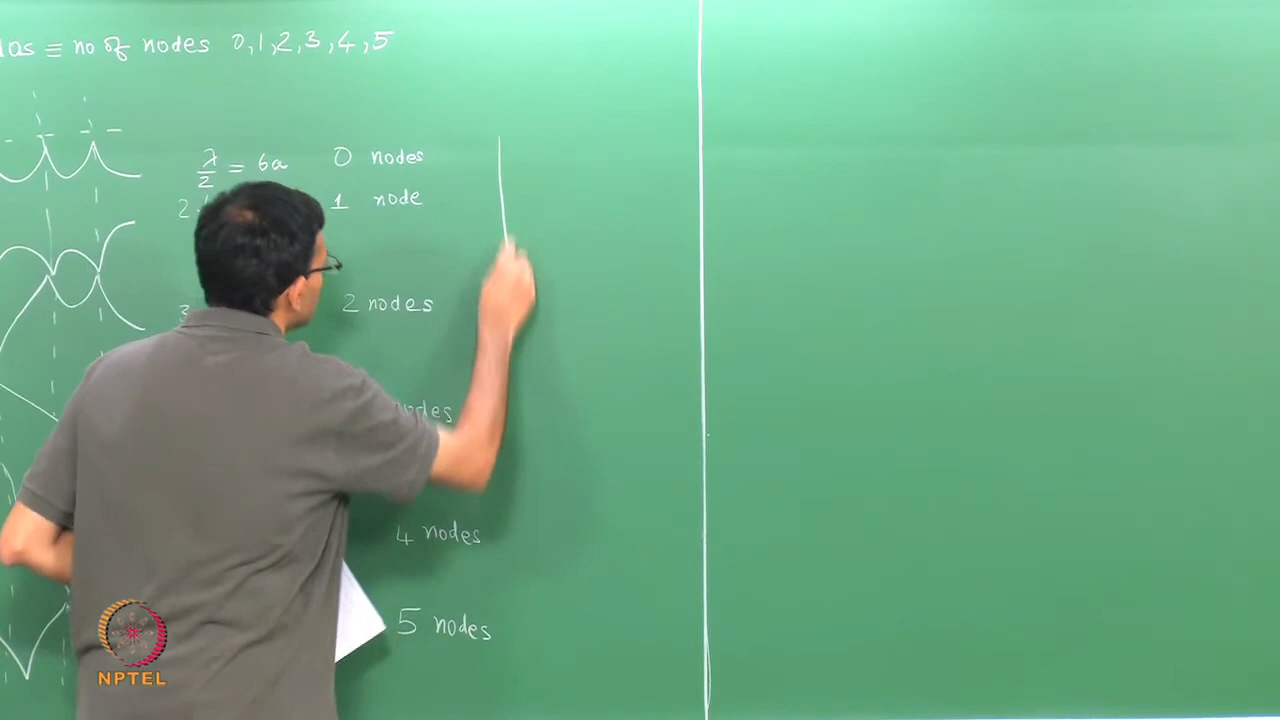 ≡ no of nodes 0,1,2,3,4,5
λ/2 = 6a 0 nodes
2 1 node
3 2 nodes
nodes
4 nodes
5 nodes
NPTEL